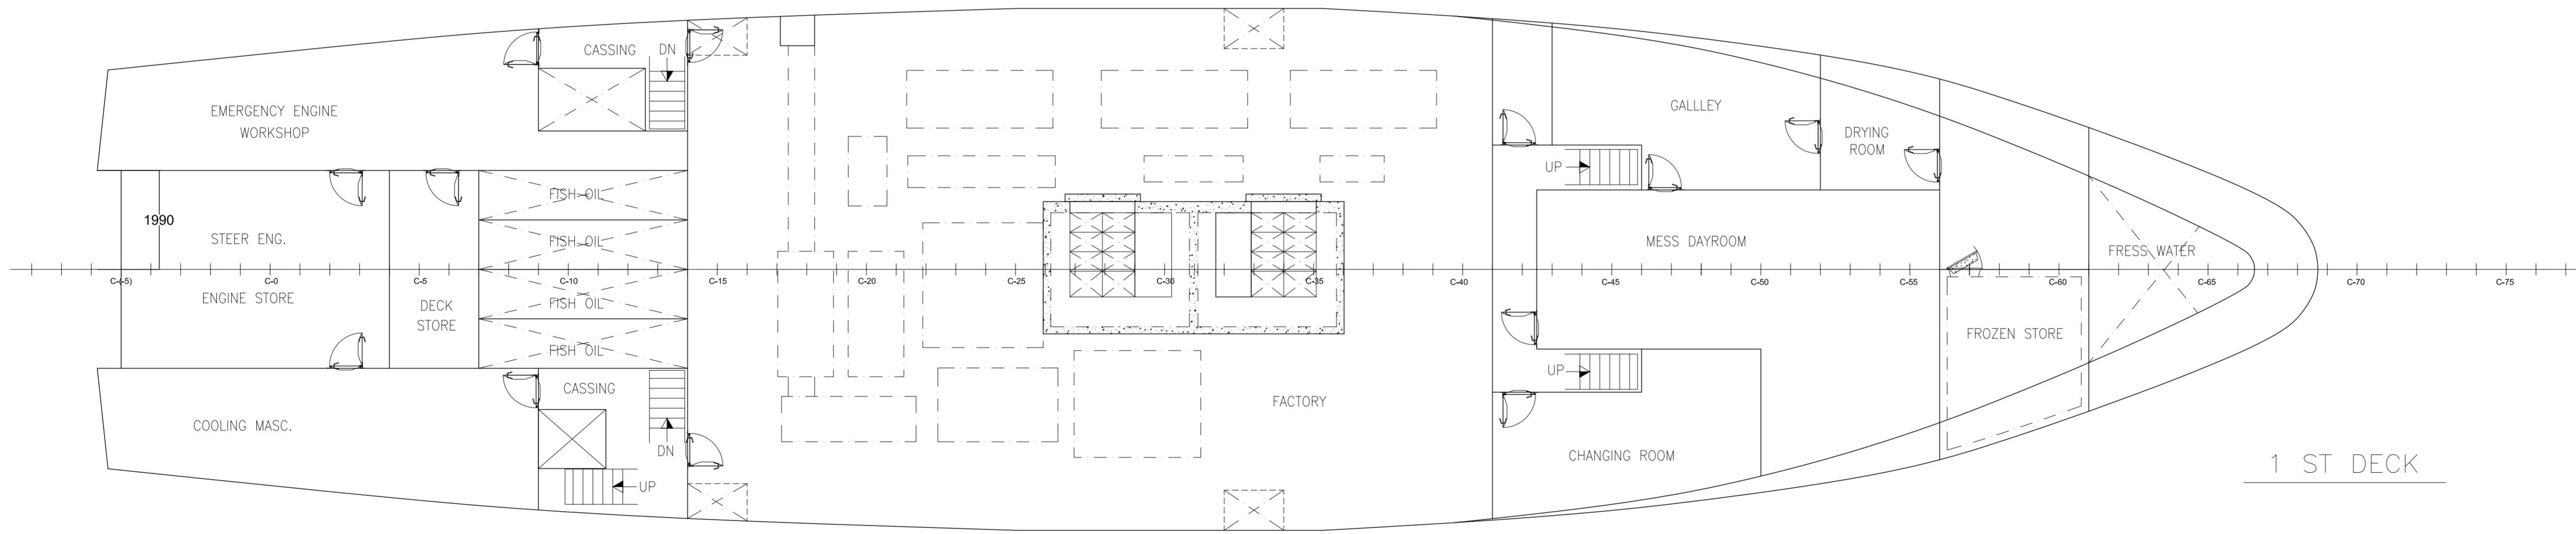 CASSING
DN
EMERGENCY ENGINE
WORKSHOP
GALLLEY
DRYING
ROOM
UP
FISH OIL
1990
STEER ENG.
FISH OIL
MESS DAYROOM
FRESS WATER
C-(-5)
C-0
C-5
C-10
C-15
C-20
C-25
C-30
C-35
C-40
C-45
C-50
C-55
C-60
C-65
C-70
C-75
ENGINE STORE
DECK
STORE
FISH OIL
FROZEN STORE
FISH OIL
UP
CASSING
FACTORY
COOLING MASC.
DN
CHANGING ROOM
1 ST DECK
UP